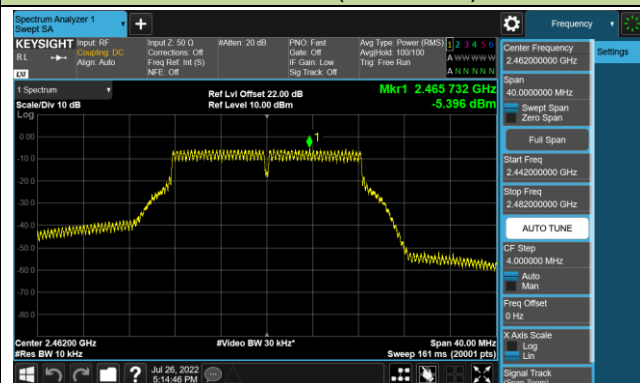 Spectrum Analyzer 1
Swept SA
Frequency
KEYSIGHT
RL
Input: RF
Coupling: DC
Align: Auto
Input Z: 50 Ω
Corrections: Off
Freq Ref: Int (S)
NFE: Off
#Atten: 20 dB
PNO: Fast
Gate: Off
IF Gain: Low
Sig Track: Off
Avg Type: Power (RMS)
Avg|Hold: 100/100
Trig: Free Run
1 2 3 4 5 6
A W W W W W
A N N N N N
LXI
1 Spectrum
Scale/Div 10 dB
Log
Ref Lvl Offset 22.00 dB
Ref Level 10.00 dBm
Mkr1 2.465 732 GHz
-5.396 dBm
1
0.00
-10.0
-20.0
-30.0
-40.0
-50.0
-60.0
-70.0
-80.0
Center 2.46200 GHz
#Res BW 10 kHz
#Video BW 30 kHz*
Span 40.00 MHz
Sweep 161 ms (20001 pts)
Jul 26, 2022
5:14:46 PM
Center Frequency
2.462000000 GHz
Span
40.0000000 MHz
Swept Span
Zero Span
Full Span
Start Freq
2.442000000 GHz
Stop Freq
2.482000000 GHz
AUTO TUNE
CF Step
4.000000 MHz
Auto
Man
Freq Offset
0 Hz
X Axis Scale
Log
Lin
Signal Track
(Span Zoom)
Settings